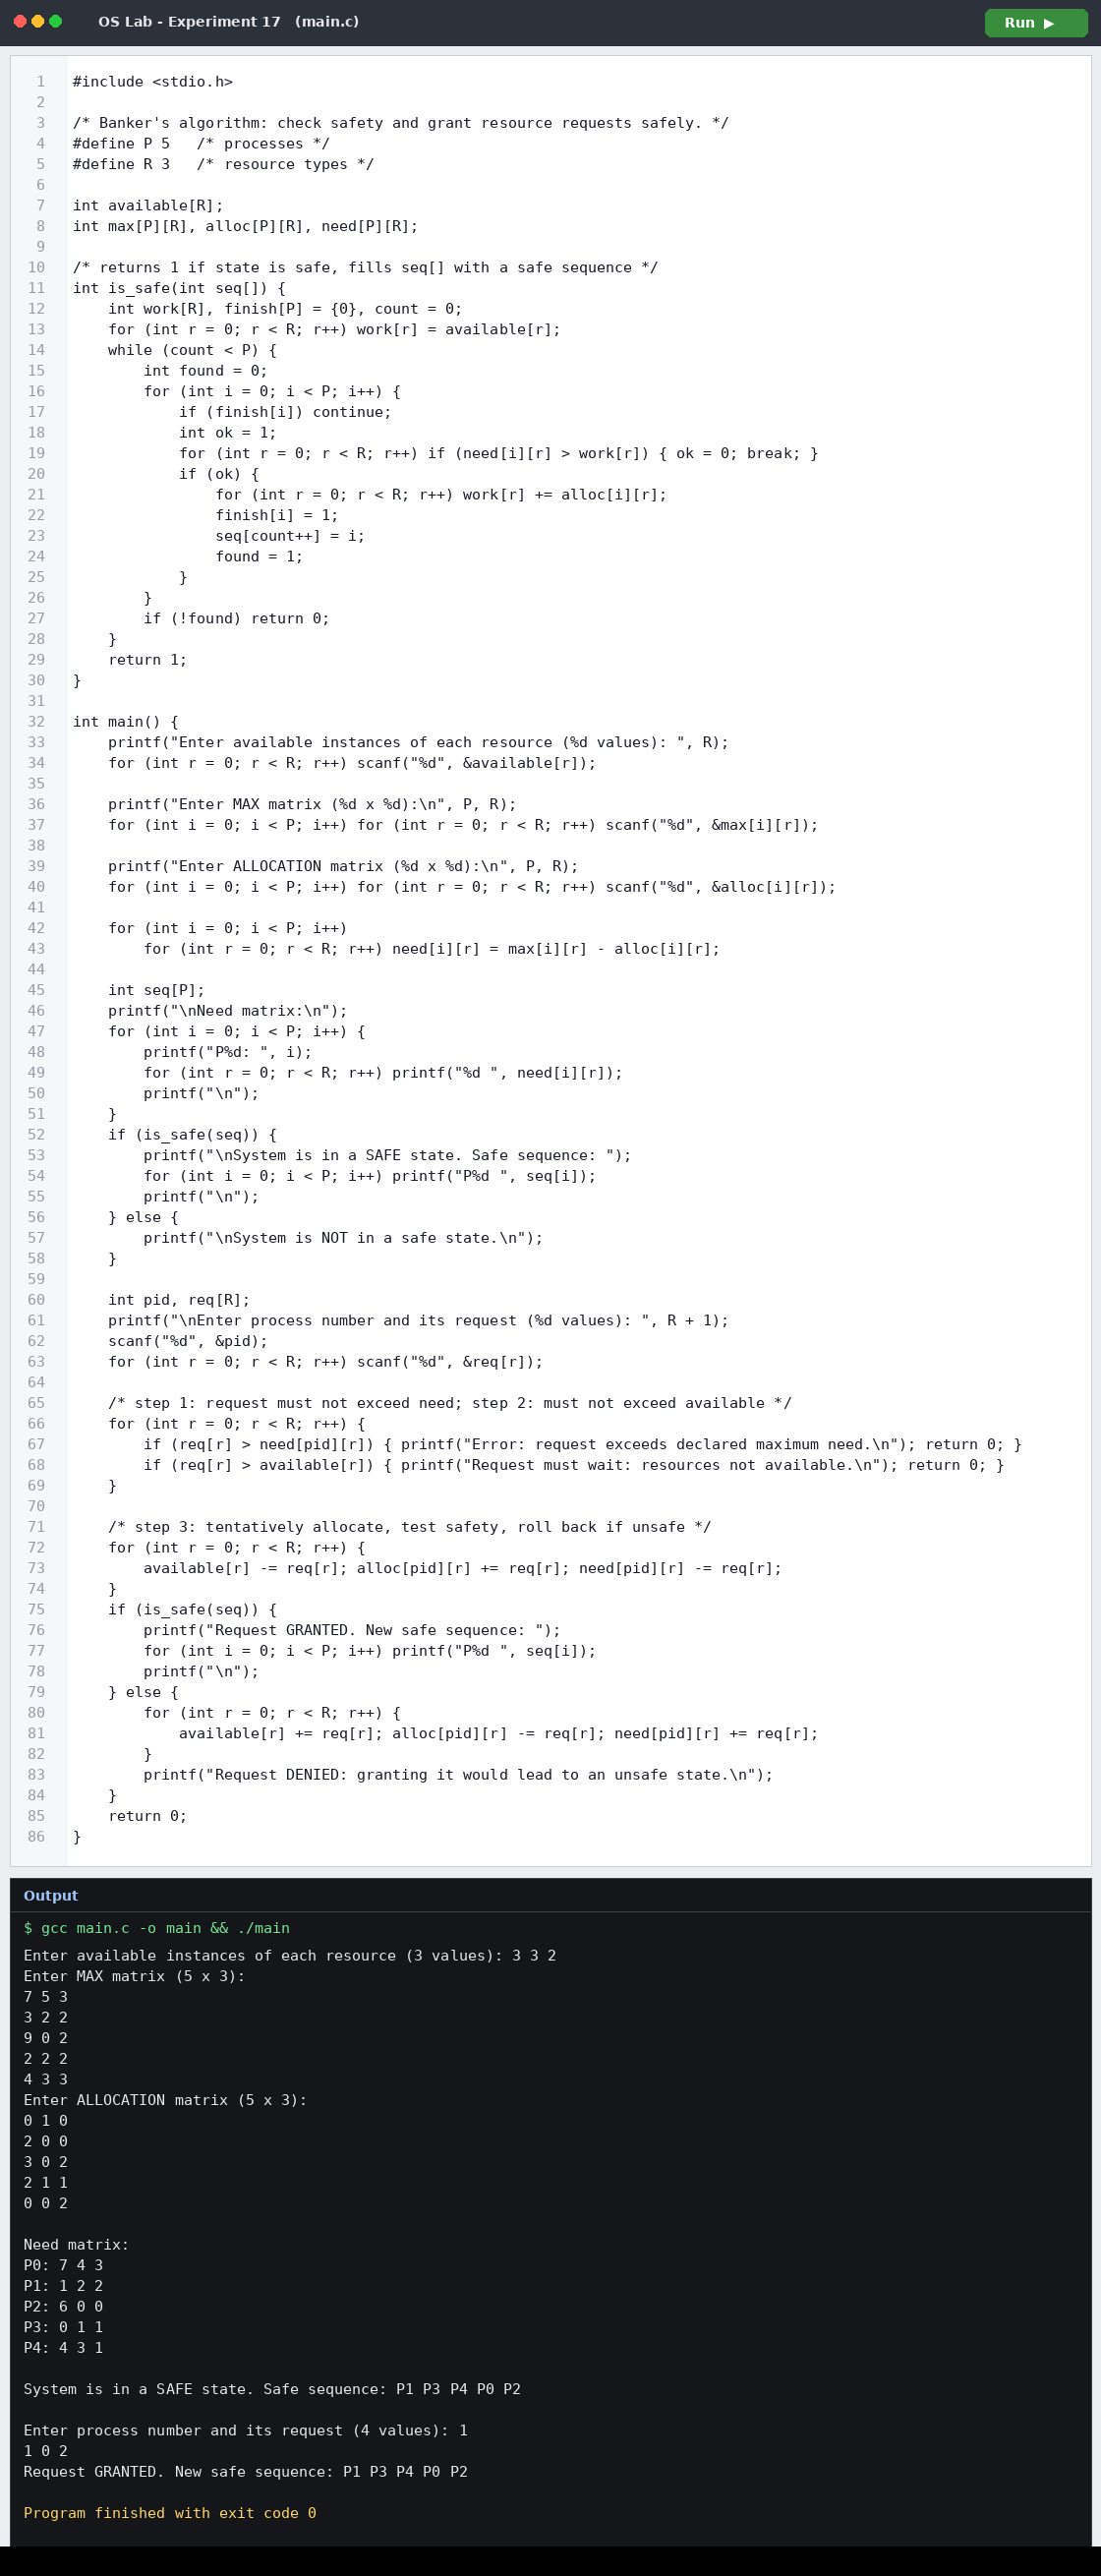 OS Lab - Experiment 17 (main.c)
Run ▶
1 #include <stdio.h>
2
3 /* Banker's algorithm: check safety and grant resource requests safely. */
4 #define P 5   /* processes */
5 #define R 3   /* resource types */
6
7 int available[R];
8 int max[P][R], alloc[P][R], need[P][R];
9
10 /* returns 1 if state is safe, fills seq[] with a safe sequence */
11 int is_safe(int seq[]) {
12     int work[R], finish[P] = {0}, count = 0;
13     for (int r = 0; r < R; r++) work[r] = available[r];
14     while (count < P) {
15         int found = 0;
16         for (int i = 0; i < P; i++) {
17             if (finish[i]) continue;
18             int ok = 1;
19             for (int r = 0; r < R; r++) if (need[i][r] > work[r]) { ok = 0; break; }
20             if (ok) {
21                 for (int r = 0; r < R; r++) work[r] += alloc[i][r];
22                 finish[i] = 1;
23                 seq[count++] = i;
24                 found = 1;
25             }
26         }
27         if (!found) return 0;
28     }
29     return 1;
30 }
31
32 int main() {
33     printf("Enter available instances of each resource (%d values): ", R);
34     for (int r = 0; r < R; r++) scanf("%d", &available[r]);
35
36     printf("Enter MAX matrix (%d x %d):\n", P, R);
37     for (int i = 0; i < P; i++) for (int r = 0; r < R; r++) scanf("%d", &max[i][r]);
38
39     printf("Enter ALLOCATION matrix (%d x %d):\n", P, R);
40     for (int i = 0; i < P; i++) for (int r = 0; r < R; r++) scanf("%d", &alloc[i][r]);
41
42     for (int i = 0; i < P; i++)
43         for (int r = 0; r < R; r++) need[i][r] = max[i][r] - alloc[i][r];
44
45     int seq[P];
46     printf("\nNeed matrix:\n");
47     for (int i = 0; i < P; i++) {
48         printf("P%d: ", i);
49         for (int r = 0; r < R; r++) printf("%d ", need[i][r]);
50         printf("\n");
51     }
52     if (is_safe(seq)) {
53         printf("\nSystem is in a SAFE state. Safe sequence: ");
54         for (int i = 0; i < P; i++) printf("P%d ", seq[i]);
55         printf("\n");
56     } else {
57         printf("\nSystem is NOT in a safe state.\n");
58     }
59
60     int pid, req[R];
61     printf("\nEnter process number and its request (%d values): ", R + 1);
62     scanf("%d", &pid);
63     for (int r = 0; r < R; r++) scanf("%d", &req[r]);
64
65     /* step 1: request must not exceed need; step 2: must not exceed available */
66     for (int r = 0; r < R; r++) {
67         if (req[r] > need[pid][r]) { printf("Error: request exceeds declared maximum need.\n"); return 0; }
68         if (req[r] > available[r]) { printf("Request must wait: resources not available.\n"); return 0; }
69     }
70
71     /* step 3: tentatively allocate, test safety, roll back if unsafe */
72     for (int r = 0; r < R; r++) {
73         available[r] -= req[r]; alloc[pid][r] += req[r]; need[pid][r] -= req[r];
74     }
75     if (is_safe(seq)) {
76         printf("Request GRANTED. New safe sequence: ");
77         for (int i = 0; i < P; i++) printf("P%d ", seq[i]);
78         printf("\n");
79     } else {
80         for (int r = 0; r < R; r++) {
81             available[r] += req[r]; alloc[pid][r] -= req[r]; need[pid][r] += req[r];
82         }
83         printf("Request DENIED: granting it would lead to an unsafe state.\n");
84     }
85     return 0;
86 }
Output
$ gcc main.c -o main && ./main
Enter available instances of each resource (3 values): 3 3 2
Enter MAX matrix (5 x 3):
7 5 3
3 2 2
9 0 2
2 2 2
4 3 3
Enter ALLOCATION matrix (5 x 3):
0 1 0
2 0 0
3 0 2
2 1 1
0 0 2

Need matrix:
P0: 7 4 3
P1: 1 2 2
P2: 6 0 0
P3: 0 1 1
P4: 4 3 1

System is in a SAFE state. Safe sequence: P1 P3 P4 P0 P2

Enter process number and its request (4 values): 1
1 0 2
Request GRANTED. New safe sequence: P1 P3 P4 P0 P2

Program finished with exit code 0